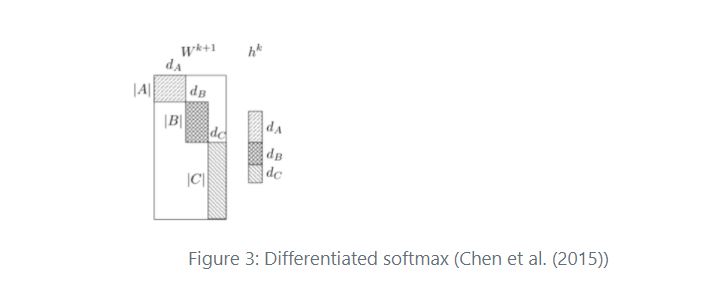 W^{k+1} h^k
d_A
|A| d_B
|B| d_A
d_C
d_B
|C| d_C
Figure 3: Differentiated softmax (Chen et al. (2015))